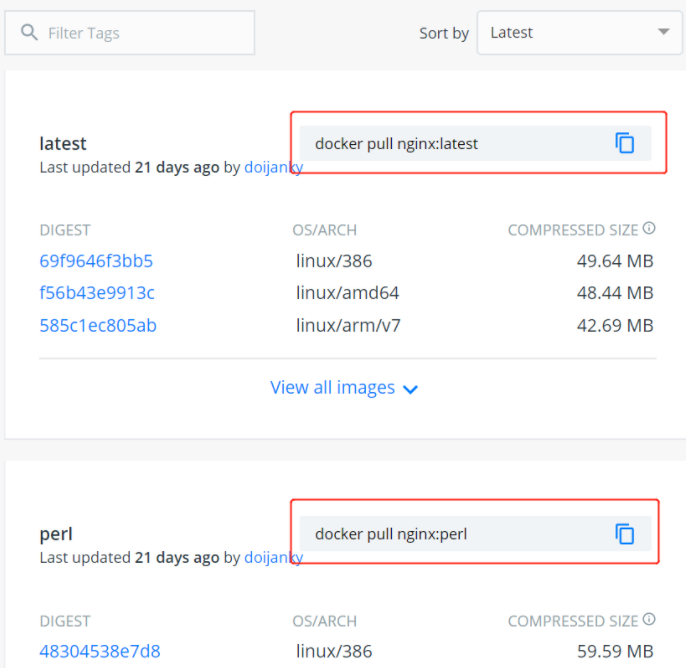 Filter Tags
Sort by
Latest
latest
docker pull nginx:latest
Last updated 21 days ago by doijanky
DIGEST OS/ARCH COMPRESSED SIZE
69f9646f3bb5 linux/386 49.64 MB
f56b43e9913c linux/amd64 48.44 MB
585c1ec805ab linux/arm/v7 42.69 MB
View all images
perl
docker pull nginx:perl
Last updated 21 days ago by doijanky
DIGEST OS/ARCH COMPRESSED SIZE
48304538e7d8 linux/386 59.59 MB